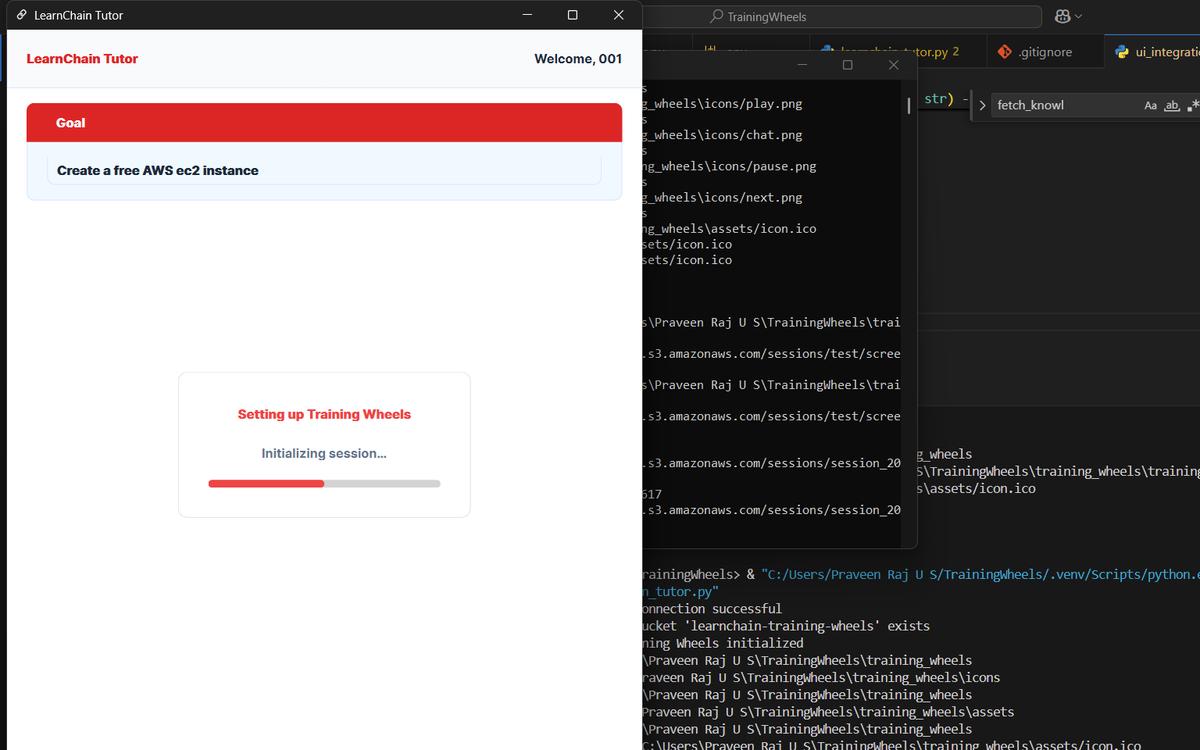 LearnChain Tutor
LearnChain Tutor
Welcome, 001
Goal
Create a free AWS ec2 instance
Setting up Training Wheels
Initializing session...
TrainingWheels
.py 2
.gitignore
str) -
fetch_knowl
Aa ab
s
g_wheels\icons/play.png
s
g_wheels\icons/chat.png
s
ng_wheels\icons/pause.png
s
g_wheels\icons/next.png
s
ng_wheels\assets/icon.ico
sets/icon.ico
sets/icon.ico
s\Praveen Raj U S\TrainingWheels\trai
.s3.amazonaws.com/sessions/test/scree
s\Praveen Raj U S\TrainingWheels\trai
.s3.amazonaws.com/sessions/test/scree
.s3.amazonaws.com/sessions/session_20
617
.s3.amazonaws.com/sessions/session_20
g_wheels
S\TrainingWheels\training_wheels\training
s\assets/icon.ico
rainingWheels> & "C:/Users/Praveen Raj U S/TrainingWheels/.venv/Scripts/python.e
n_tutor.py"
onnection successful
ucket 'learnchain-training-wheels' exists
ning Wheels initialized
\Praveen Raj U S\TrainingWheels\training_wheels
raveen Raj U S\TrainingWheels\training_wheels\icons
\Praveen Raj U S\TrainingWheels\training_wheels
Praveen Raj U S\TrainingWheels\training_wheels\assets
\Praveen Raj U S\TrainingWheels\training_wheels
C:\Users\Praveen Raj U S\TrainingWheels\training_wheels\assets/icon.ico